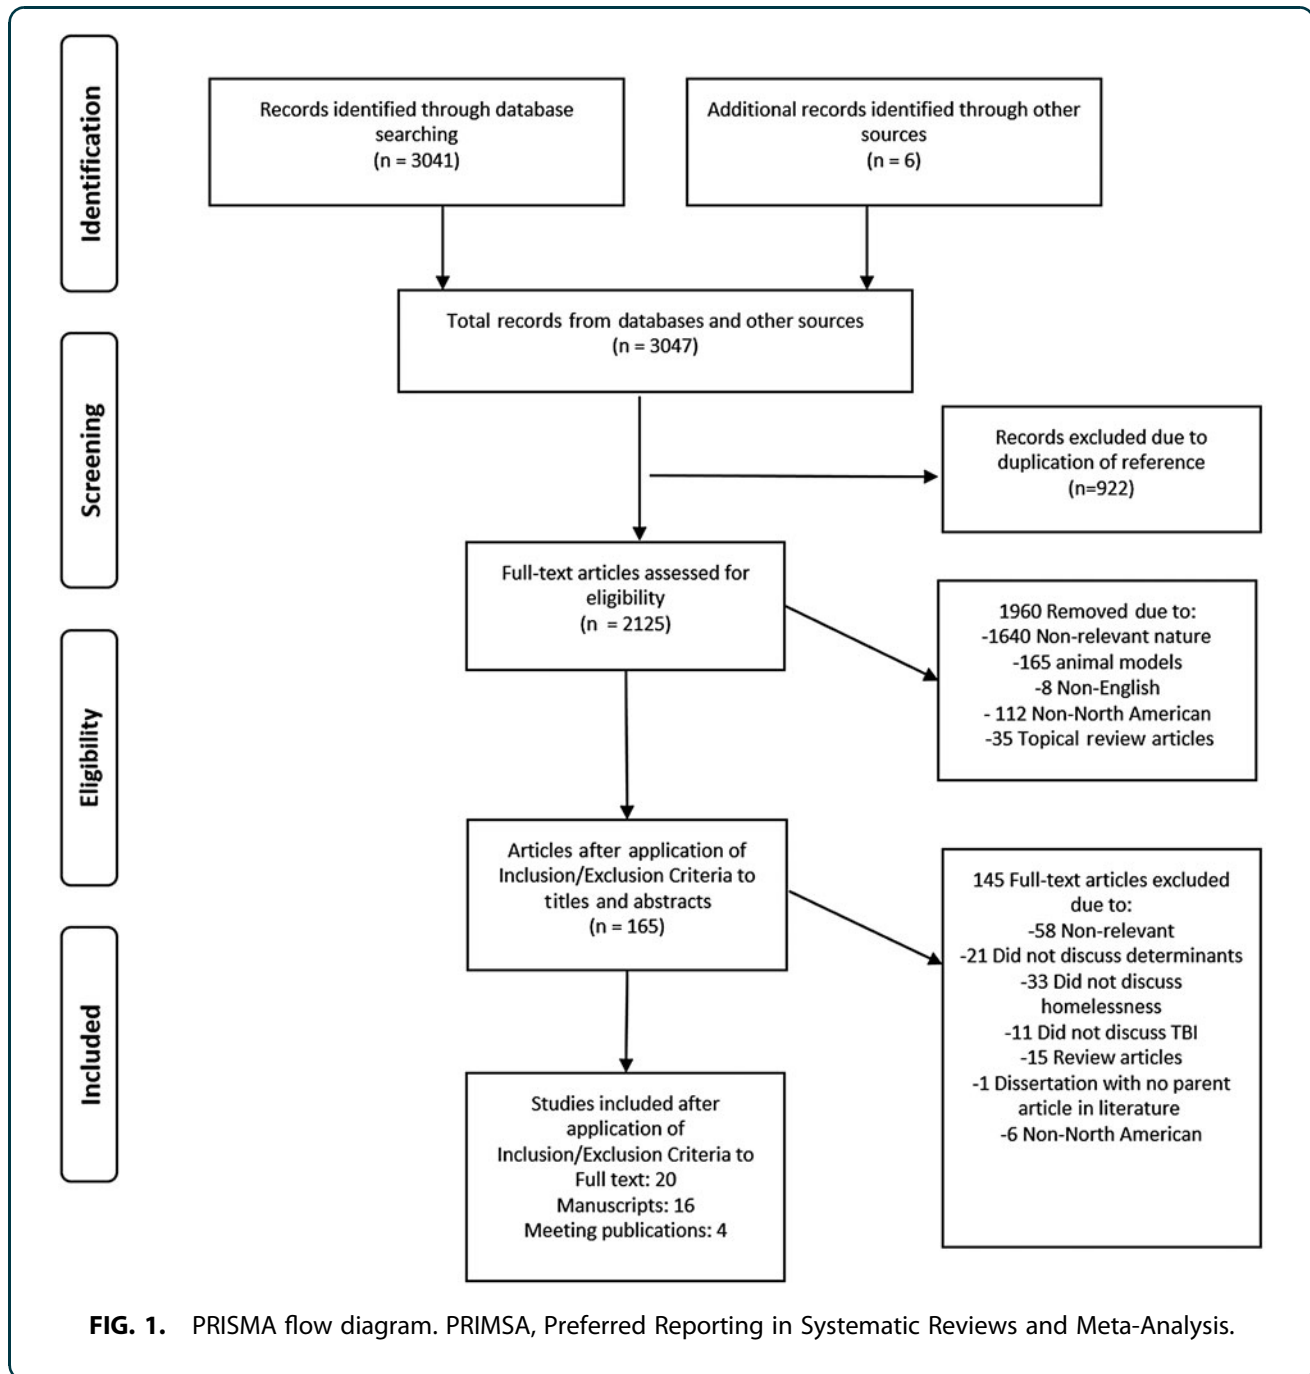 Identification
Records identified through database
searching
(n = 3041)
Additional records identified through other
sources
(n = 6)
Total records from databases and other sources
(n = 3047)
Screening
Records excluded due to
duplication of reference
(n=922)
Full-text articles assessed for
eligibility
(n = 2125)
1960 Removed due to:
-1640 Non-relevant nature
-165 animal models
-8 Non-English
- 112 Non-North American
-35 Topical review articles
Eligibility
Articles after application of
Inclusion/Exclusion Criteria to
titles and abstracts
(n = 165)
145 Full-text articles excluded
due to:
-58 Non-relevant
-21 Did not discuss determinants
-33 Did not discuss
homelessness
-11 Did not discuss TBI
-15 Review articles
-1 Dissertation with no parent
article in literature
-6 Non-North American
Included
Studies included after
application of
Inclusion/Exclusion Criteria to
Full text: 20
Manuscripts: 16
Meeting publications: 4
FIG. 1. PRISMA flow diagram. PRIMSA, Preferred Reporting in Systematic Reviews and Meta-Analysis.